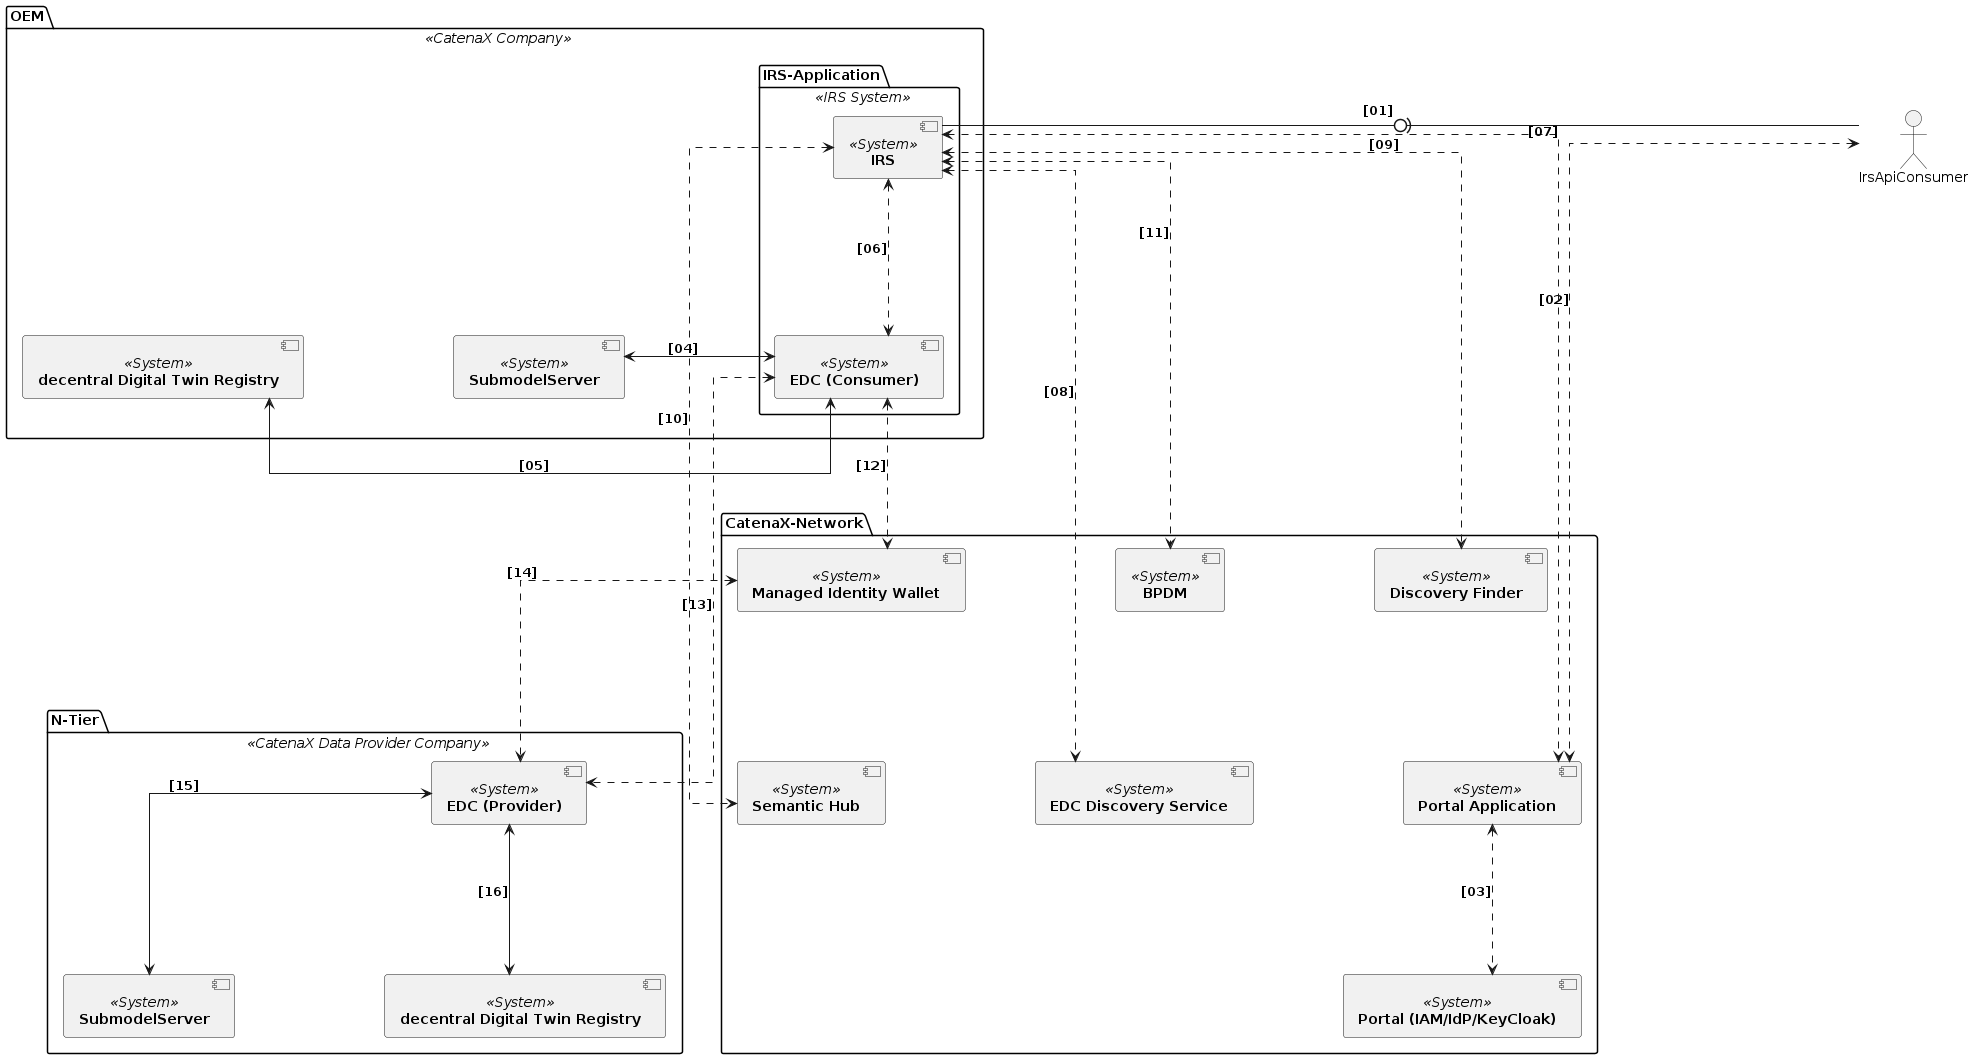 OEM
«CatenaX Company»
IRS-Application
«IRS System»
«System»
IRS
[01]
[07]
[09]
IrsApiConsumer
[11]
[06]
[02]
«System»
decentral Digital Twin Registry
«System»
SubmodelServer
[04]
«System»
EDC (Consumer)
[08]
[10]
[05]
[12]
CatenaX-Network
[14]
«System»
Managed Identity Wallet
«System»
BPDM
«System»
Discovery Finder
[13]
N-Tier
«CatenaX Data Provider Company»
[15]
«System»
EDC (Provider)
«System»
Semantic Hub
«System»
EDC Discovery Service
«System»
Portal Application
[16]
[03]
«System»
SubmodelServer
«System»
decentral Digital Twin Registry
«System»
Portal (IAM/IdP/KeyCloak)